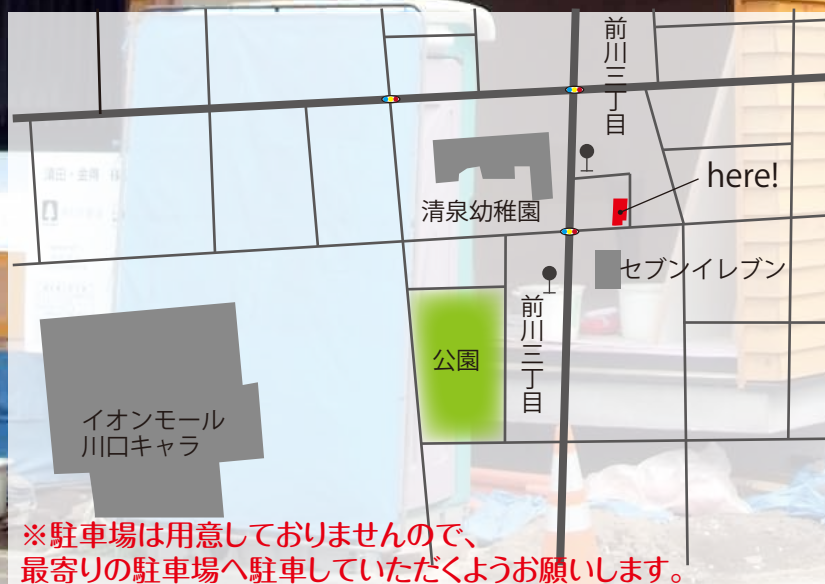 前川三丁目
here!
清泉幼稚園
セブンイレブン
前川三丁目
公園
イオンモール
川口キャラ
※駐車場は用意しておりませんので、
最寄りの駐車場へ駐車していただくようお願いします。